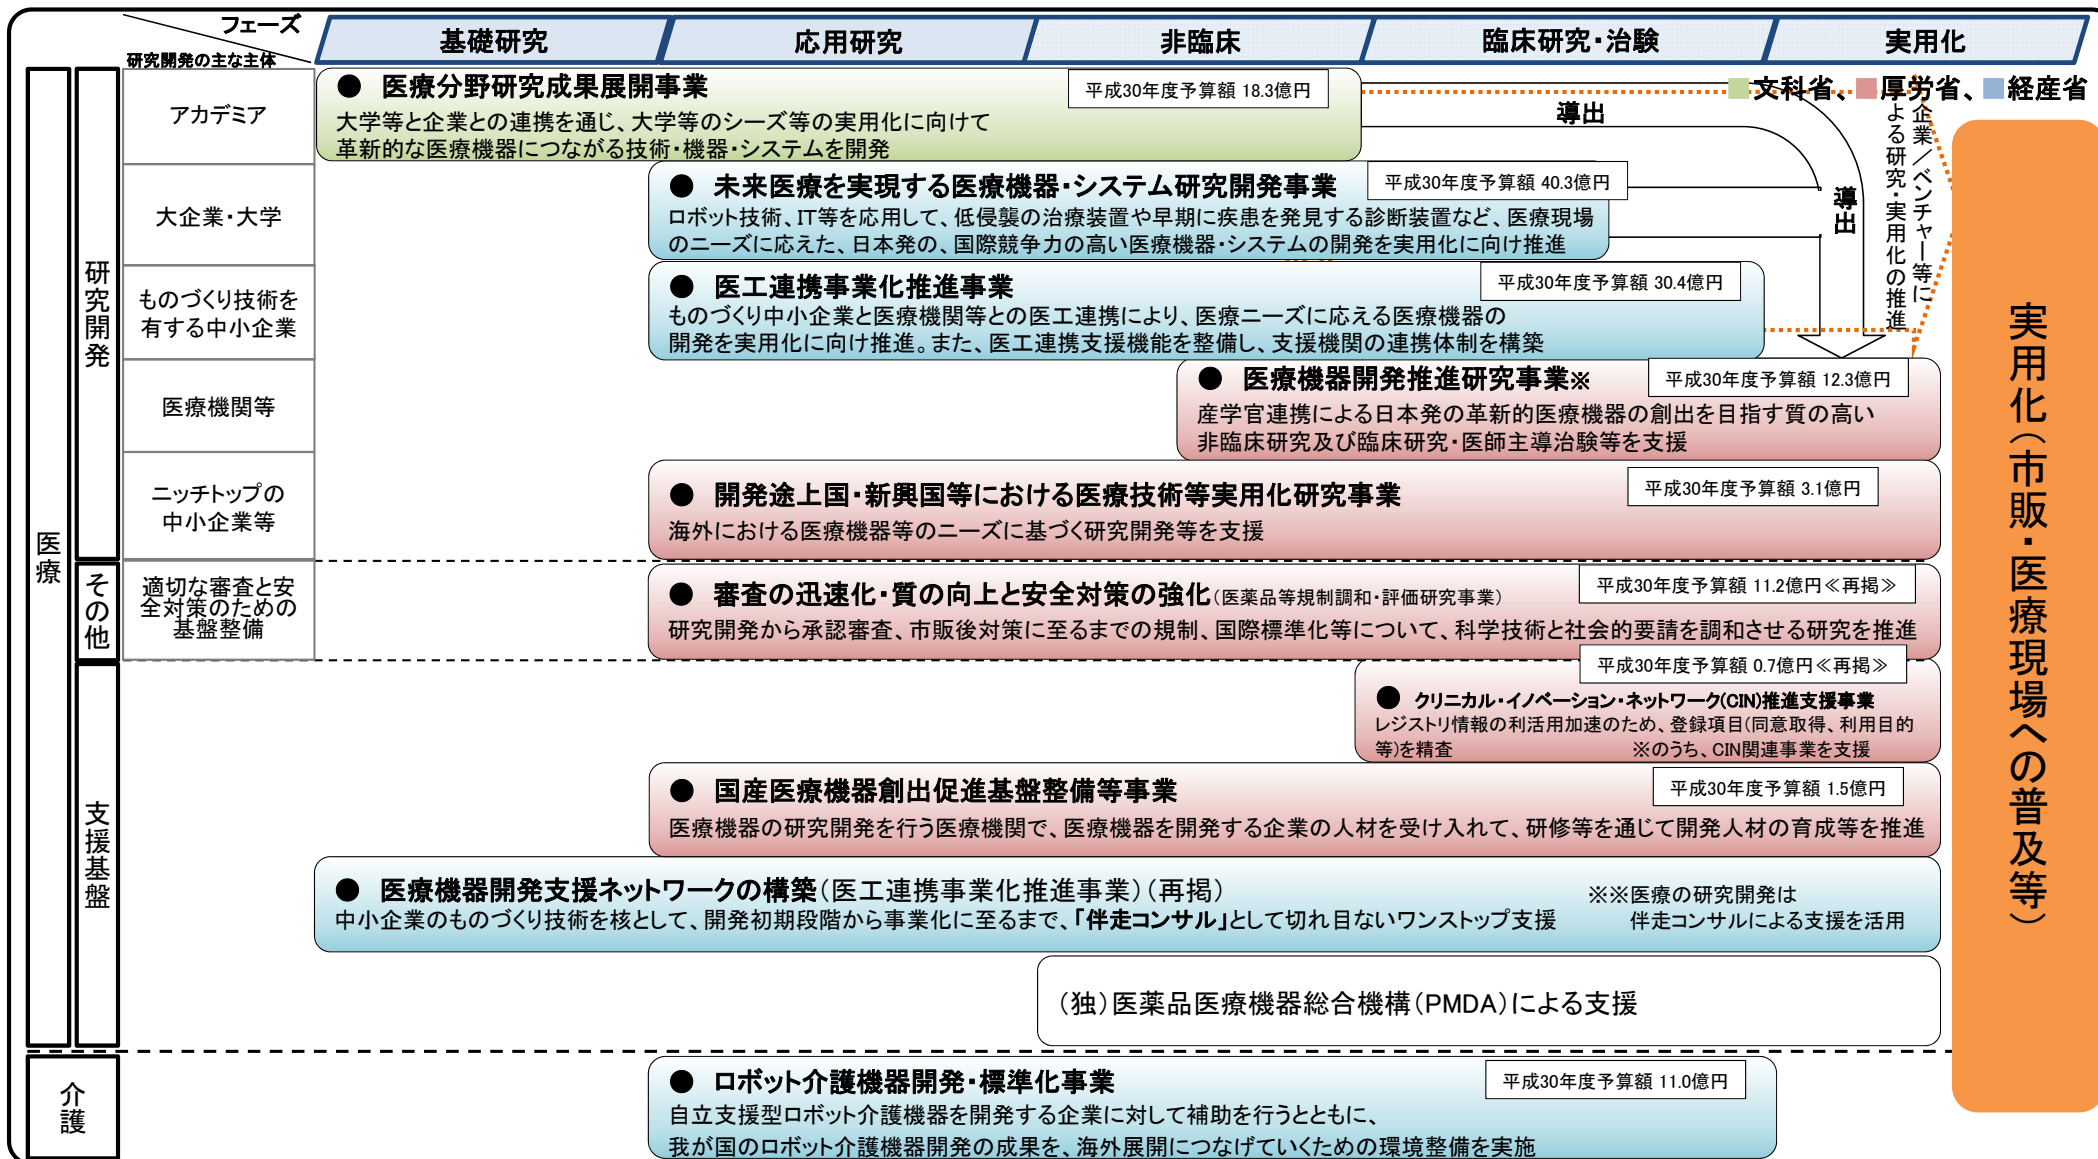 フェーズ
研究開発の主な主体
基礎研究
応用研究
非臨床
臨床研究・治験
実用化
文科省、厚労省、経産省
医療
研究開発
その他
支援基盤
介護
アカデミア
大企業・大学
ものづくり技術を
有する中小企業
医療機関等
ニッチトップの
中小企業等
適切な審査と安
全対策のための
基盤整備
● 医療分野研究成果展開事業
平成30年度予算額 18.3億円
大学等と企業との連携を通じ、大学等のシーズ等の実用化に向けて
革新的な医療機器につながる技術・機器・システムを開発
導出
導出
企業／ベンチャー等に
よる研究・実用化の推進
● 未来医療を実現する医療機器・システム研究開発事業
平成30年度予算額 40.3億円
ロボット技術、IT等を応用して、低侵襲の治療装置や早期に疾患を発見する診断装置など、医療現場
のニーズに応えた、日本発の、国際競争力の高い医療機器・システムの開発を実用化に向け推進
● 医工連携事業化推進事業
平成30年度予算額 30.4億円
ものづくり中小企業と医療機関等との医工連携により、医療ニーズに応える医療機器の
開発を実用化に向け推進。また、医工連携支援機能を整備し、支援機関の連携体制を構築
● 医療機器開発推進研究事業※
平成30年度予算額 12.3億円
産学官連携による日本発の革新的医療機器の創出を目指す質の高い
非臨床研究及び臨床研究・医師主導治験等を支援
● 開発途上国・新興国等における医療技術等実用化研究事業
平成30年度予算額 3.1億円
海外における医療機器等のニーズに基づく研究開発等を支援
● 審査の迅速化・質の向上と安全対策の強化（医薬品等規制調和・評価研究事業）
平成30年度予算額 11.2億円≪再掲≫
研究開発から承認審査、市販後対策に至るまでの規制、国際標準化等について、科学技術と社会的要請を調和させる研究を推進
平成30年度予算額 0.7億円≪再掲≫
● クリニカル・イノベーション・ネットワーク(CIN)推進支援事業
レジストリ情報の利活用加速のため、登録項目(同意取得、利用目的
等)を精査 ※のうち、CIN関連事業を支援
● 国産医療機器創出促進基盤整備等事業
平成30年度予算額 1.5億円
医療機器の研究開発を行う医療機関で、医療機器を開発する企業の人材を受け入れて、研修等を通じて開発人材の育成等を推進
● 医療機器開発支援ネットワークの構築（医工連携事業化推進事業）（再掲）
中小企業のものづくり技術を核として、開発初期段階から事業化に至るまで、「伴走コンサル」として切れ目ないワンストップ支援
※※医療の研究開発は
伴走コンサルによる支援を活用
（独）医薬品医療機器総合機構（PMDA）による支援
● ロボット介護機器開発・標準化事業
平成30年度予算額 11.0億円
自立支援型ロボット介護機器を開発する企業に対して補助を行うとともに、
我が国のロボット介護機器開発の成果を、海外展開につなげていくための環境整備を実施
実用化（市販・医療現場への普及等）